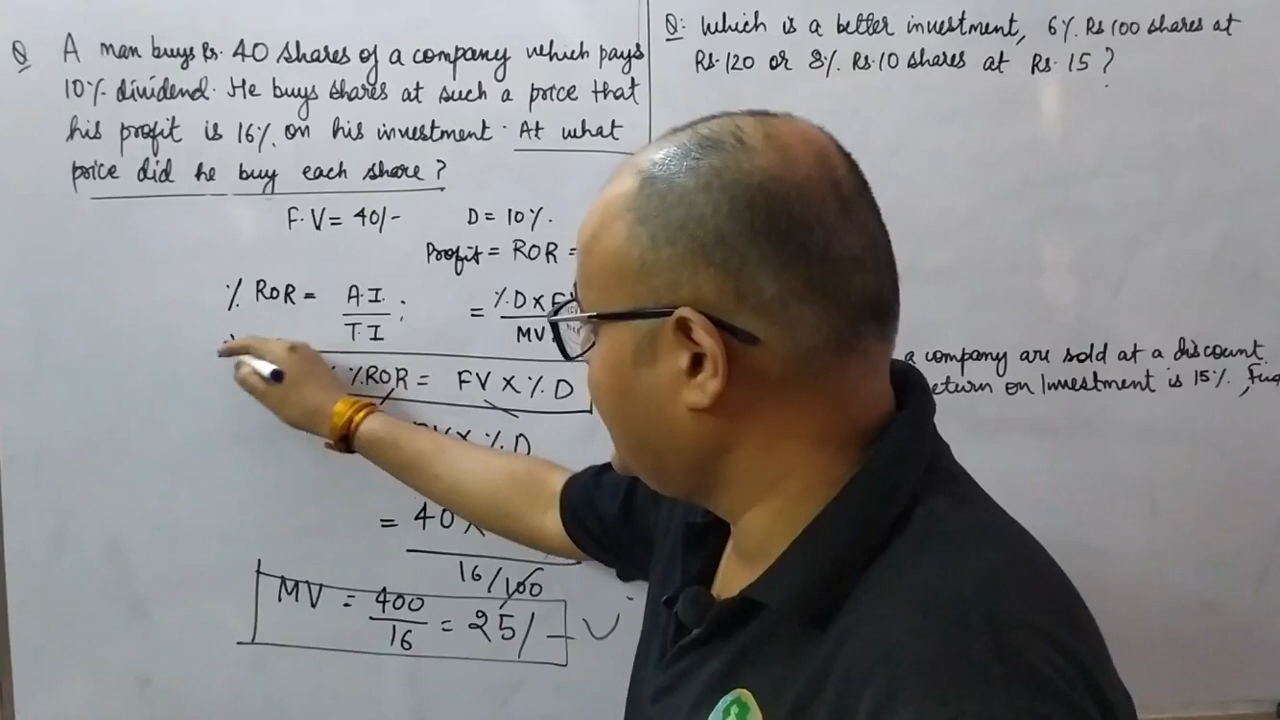 Q A man buys Rs. 40 shares of a company which pays
10% dividend. He buys shares at such a price that
his profit is 16% on his investment. At what
price did he buy each share?
F.V = 40/- D = 10%.
Profit = ROR =
% ROR = A.I. / T.I ; = %D X F / MV
%ROR = FV X %D
X %D
= 40X
16/100
MV = 400/16 = 25/-
Q: Which is a better investment, 6% Rs 100 shares at
Rs. 120 or 8% Rs. 10 shares at Rs. 15?
a company are sold at a discount
eturn on Investment is 15%,